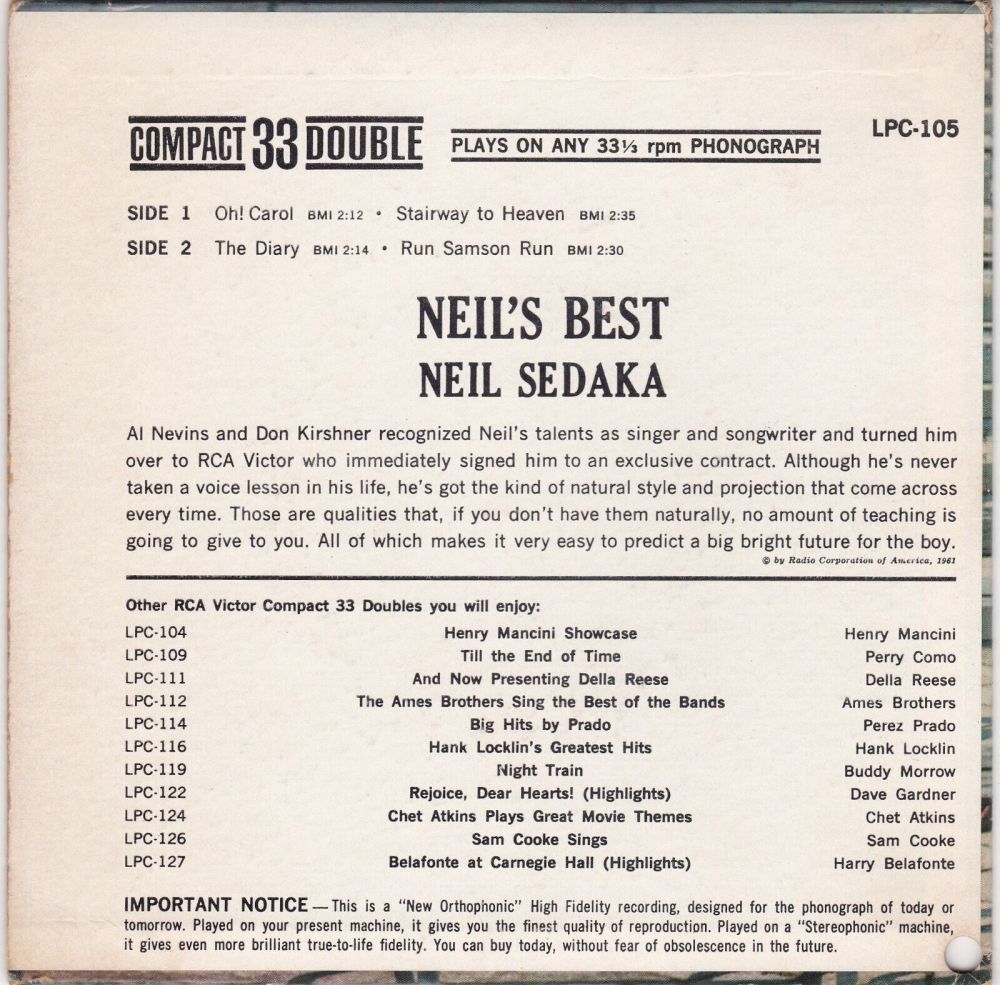 COMPACT 33 DOUBLE PLAYS ON ANY 33⅓ rpm PHONOGRAPH LPC-105
SIDE 1 Oh! Carol BMI 2:12 • Stairway to Heaven BMI 2:35
SIDE 2 The Diary BMI 2:14 • Run Samson Run BMI 2:30
NEIL'S BEST
NEIL SEDAKA
Al Nevins and Don Kirshner recognized Neil's talents as singer and songwriter and turned him
over to RCA Victor who immediately signed him to an exclusive contract. Although he's never
taken a voice lesson in his life, he's got the kind of natural style and projection that come across
every time. Those are qualities that, if you don't have them naturally, no amount of teaching is
going to give to you. All of which makes it very easy to predict a big bright future for the boy.
© by Radio Corporation of America, 1961
Other RCA Victor Compact 33 Doubles you will enjoy:
LPC-104 Henry Mancini Showcase Henry Mancini
LPC-109 Till the End of Time Perry Como
LPC-111 And Now Presenting Della Reese Della Reese
LPC-112 The Ames Brothers Sing the Best of the Bands Ames Brothers
LPC-114 Big Hits by Prado Perez Prado
LPC-116 Hank Locklin's Greatest Hits Hank Locklin
LPC-119 Night Train Buddy Morrow
LPC-122 Rejoice, Dear Hearts! (Highlights) Dave Gardner
LPC-124 Chet Atkins Plays Great Movie Themes Chet Atkins
LPC-126 Sam Cooke Sings Sam Cooke
LPC-127 Belafonte at Carnegie Hall (Highlights) Harry Belafonte
IMPORTANT NOTICE — This is a "New Orthophonic" High Fidelity recording, designed for the phonograph of today or
tomorrow. Played on your present machine, it gives you the finest quality of reproduction. Played on a "Stereophonic" machine,
it gives even more brilliant true-to-life fidelity. You can buy today, without fear of obsolescence in the future.